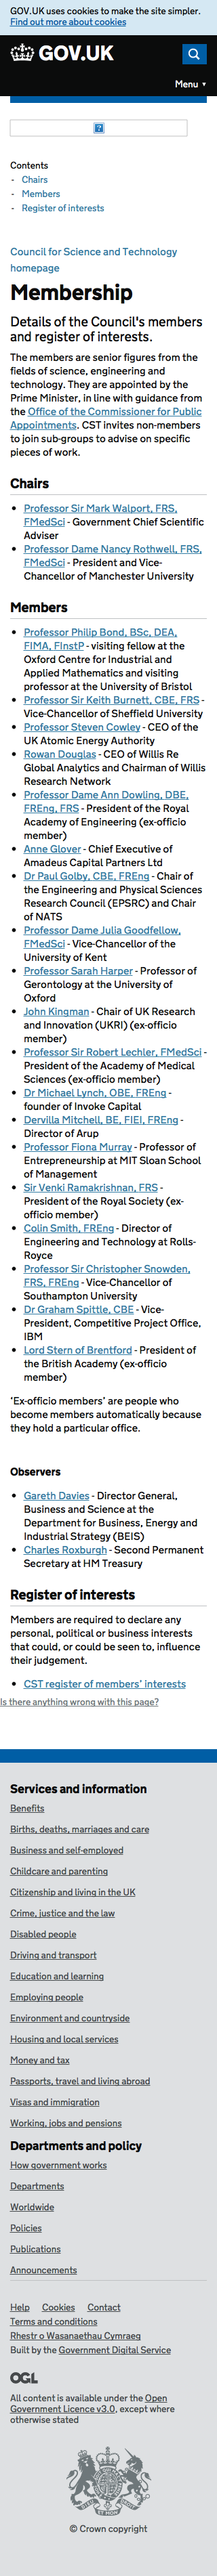 GOV.UK uses cookies to make the site simpler.
Find out more about cookies
GOV.UK
Menu ▼
?
Contents
- Chairs
- Members
- Register of interests
Council for Science and Technology
homepage
Membership
Details of the Council's members
and register of interests.
The members are senior figures from the
fields of science, engineering and
technology. They are appointed by the
Prime Minister, in line with guidance from
the Office of the Commissioner for Public
Appointments. CST invites non-members
to join sub-groups to advise on specific
pieces of work.
Chairs
• Professor Sir Mark Walport, FRS,
FMedSci - Government Chief Scientific
Adviser
• Professor Dame Nancy Rothwell, FRS,
FMedSci - President and Vice-
Chancellor of Manchester University
Members
• Professor Philip Bond, BSc, DEA,
FIMA, FInstP - visiting fellow at the
Oxford Centre for Industrial and
Applied Mathematics and visiting
professor at the University of Bristol
• Professor Sir Keith Burnett, CBE, FRS -
Vice-Chancellor of Sheffield University
• Professor Steven Cowley - CEO of the
UK Atomic Energy Authority
• Rowan Douglas - CEO of Willis Re
Global Analytics and Chairman of Willis
Research Network
• Professor Dame Ann Dowling, DBE,
FREng, FRS - President of the Royal
Academy of Engineering (ex-officio
member)
• Anne Glover - Chief Executive of
Amadeus Capital Partners Ltd
• Dr Paul Golby, CBE, FREng - Chair of
the Engineering and Physical Sciences
Research Council (EPSRC) and Chair
of NATS
• Professor Dame Julia Goodfellow,
FMedSci - Vice-Chancellor of the
University of Kent
• Professor Sarah Harper - Professor of
Gerontology at the University of
Oxford
• John Kingman - Chair of UK Research
and Innovation (UKRI) (ex-officio
member)
• Professor Sir Robert Lechler, FMedSci -
President of the Academy of Medical
Sciences (ex-officio member)
• Dr Michael Lynch, OBE, FREng -
founder of Invoke Capital
• Dervilla Mitchell, BE, FIEI, FREng -
Director of Arup
• Professor Fiona Murray - Professor of
Entrepreneurship at MIT Sloan School
of Management
• Sir Venki Ramakrishnan, FRS -
President of the Royal Society (ex-
officio member)
• Colin Smith, FREng - Director of
Engineering and Technology at Rolls-
Royce
• Professor Sir Christopher Snowden,
FRS, FREng - Vice-Chancellor of
Southampton University
• Dr Graham Spittle, CBE - Vice-
President, Competitive Project Office,
IBM
• Lord Stern of Brentford - President of
the British Academy (ex-officio
member)
‘Ex-officio members’ are people who
become members automatically because
they hold a particular office.
Observers
• Gareth Davies - Director General,
Business and Science at the
Department for Business, Energy and
Industrial Strategy (BEIS)
• Charles Roxburgh - Second Permanent
Secretary at HM Treasury
Register of interests
Members are required to declare any
personal, political or business interests
that could, or could be seen to, influence
their judgement.
• CST register of members’ interests
Is there anything wrong with this page?
Services and information
Benefits
Births, deaths, marriages and care
Business and self-employed
Childcare and parenting
Citizenship and living in the UK
Crime, justice and the law
Disabled people
Driving and transport
Education and learning
Employing people
Environment and countryside
Housing and local services
Money and tax
Passports, travel and living abroad
Visas and immigration
Working, jobs and pensions
Departments and policy
How government works
Departments
Worldwide
Policies
Publications
Announcements
Help Cookies Contact
Terms and conditions
Rhestr o Wasanaethau Cymraeg
Built by the Government Digital Service
OGL
All content is available under the Open
Government Licence v3.0, except where
otherwise stated
© Crown copyright